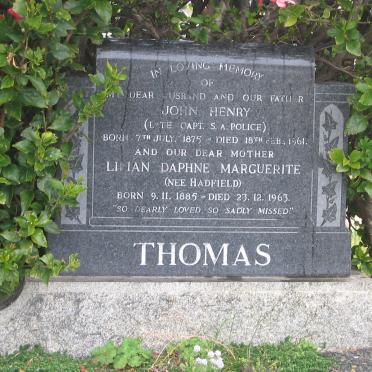 IN LOVING MEMORY
OF
MY DEAR HUSBAND AND OUR FATHER
JOHN HENRY
(LATE CAPT. S.A. POLICE)
BORN 7TH JULY, 1875 – DIED 18TH FEB. 1961.
AND OUR DEAR MOTHER
LILIAN DAPHNE MARGUERITE
(NEE HADFIELD)
BORN 9.11.1885 – DIED 23.12.1963.
"SO DEARLY LOVED SO SADLY MISSED"
THOMAS